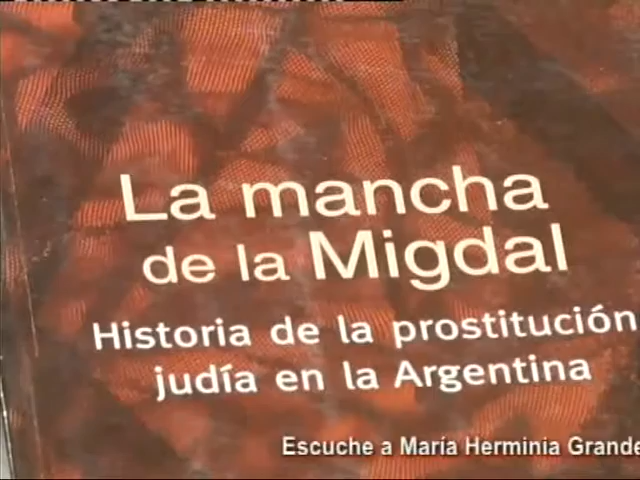 La mancha
de la Migdal
Historia de la prostitución
judía en la Argentina
Escuche a María Herminia Grande